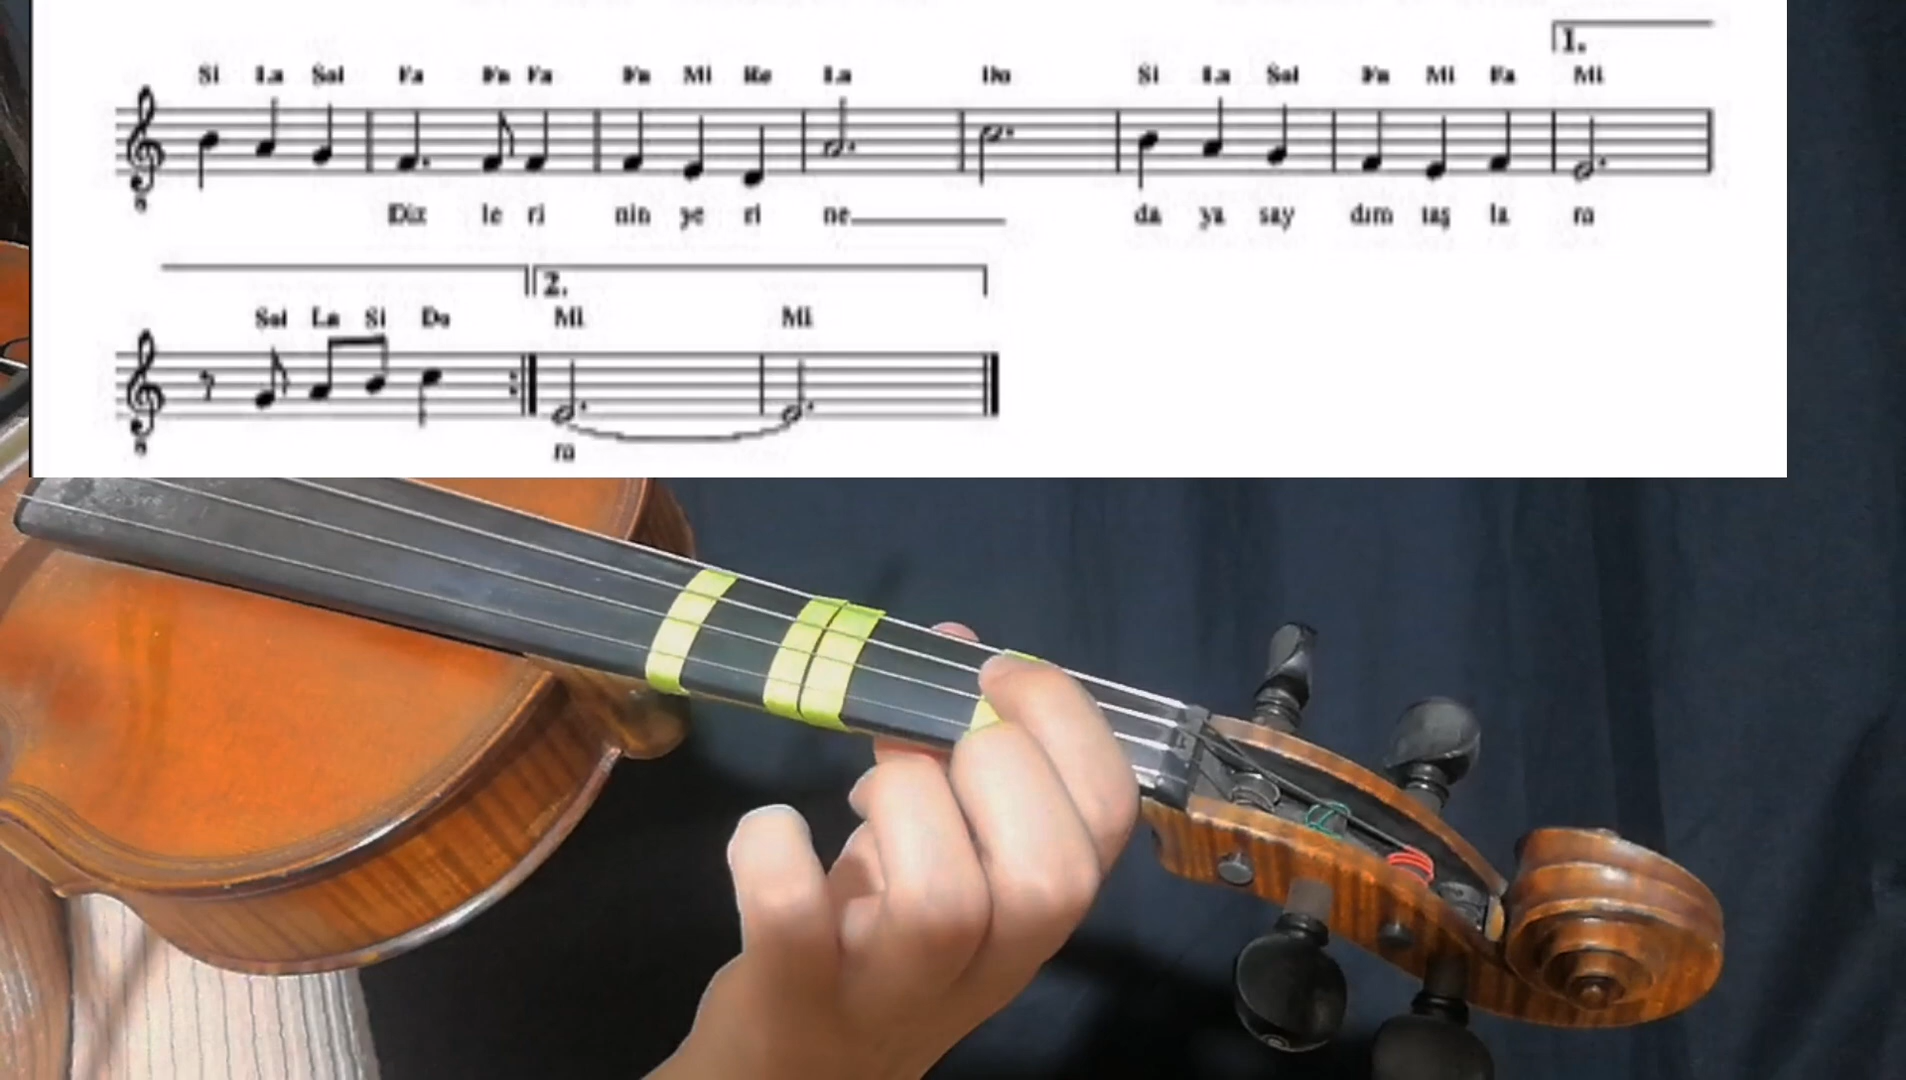 1.
Si La Sol Fa Fa Fa Fa Mi Re La Do Si La Sol Fa Mi Fa Mi
Diz le ri nin ye ri ne da ya say dım taş la ra
2.
Sol La Si Do Mi Mi
ra